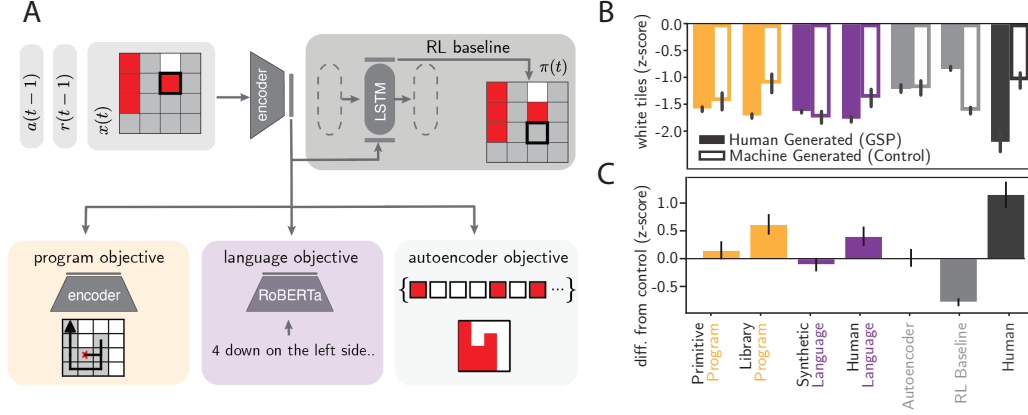 A
a(t − 1)
r(t − 1)
x(t)
encoder
RL baseline
LSTM
π(t)
program objective
encoder
language objective
RoBERTa
4 down on the left side..
autoencoder objective
{ ... }
B
white tiles (z-score)
0.0
-0.5
-1.0
-1.5
-2.0
Human Generated (GSP)
Machine Generated (Control)
C
diff. from control (z-score)
1.0
0.5
0.0
-0.5
Primitive
Program
Library
Program
Synthetic
Language
Human
Language
Autoencoder
RL Baseline
Human